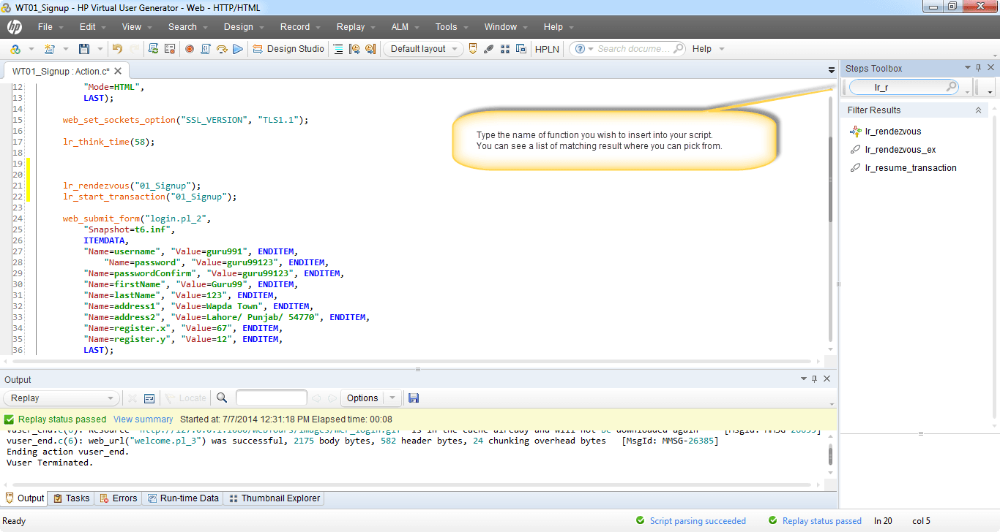 WT01_Signup - HP Virtual User Generator - Web - HTTP/HTML
hp File Edit View Search Design Record Replay ALM Tools Window Help
Design Studio Default layout HPLN Search docume... Help
WT01_Signup : Action.c*
12 "Mode=HTML",
13 LAST);
14
15 web_set_sockets_option("SSL_VERSION", "TLS1.1");
16
17 lr_think_time(58);
18
19
20
21 lr_rendezvous("01_Signup");
22 lr_start_transaction("01_Signup");
23
24 web_submit_form("login.pl_2",
25 "Snapshot=t6.inf",
26 ITEMDATA,
27 "Name=username", "Value=guru991", ENDITEM,
28 "Name=password", "Value=guru99123", ENDITEM,
29 "Name=passwordConfirm", "Value=guru99123", ENDITEM,
30 "Name=firstName", "Value=Guru99", ENDITEM,
31 "Name=lastName", "Value=123", ENDITEM,
32 "Name=address1", "Value=Wapda Town", ENDITEM,
33 "Name=address2", "Value=Lahore/ Punjab/ 54770", ENDITEM,
34 "Name=register.x", "Value=67", ENDITEM,
35 "Name=register.y", "Value=12", ENDITEM,
36 LAST);
Type the name of function you wish to insert into your script.
You can see a list of matching result where you can pick from.
Steps Toolbox
lr_r
Filter Results
lr_rendezvous
lr_rendezvous_ex
lr_resume_transaction
Output
Replay Locate Options
Replay status passed View summary Started at: 7/7/2014 12:31:18 PM Elapsed time: 00:08
vuser_end.c(6): Resource is in the cache already and will not be downloaded again
vuser_end.c(6): web_url("welcome.pl_3") was successful, 2175 body bytes, 582 header bytes, 24 chunking overhead bytes [MsgId: MMSG-26385]
Ending action vuser_end.
Vuser Terminated.
Output Tasks Errors Run-time Data Thumbnail Explorer
Ready Script parsing succeeded Replay status passed ln 20 col 5